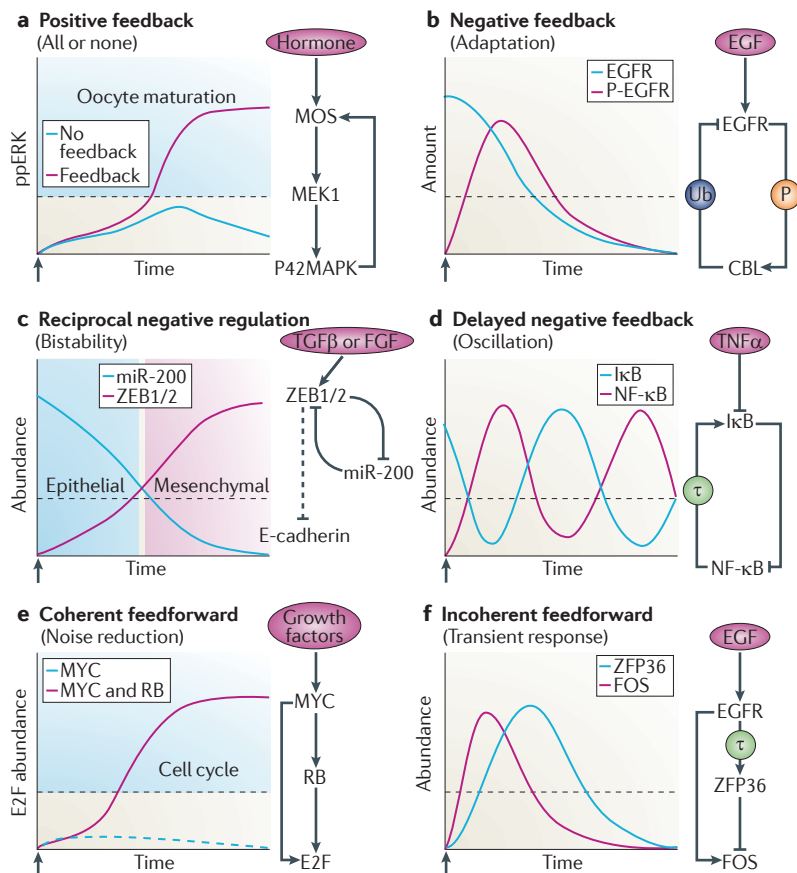 a Positive feedback
(All or none)
Hormone
Oocyte maturation
No
feedback
Feedback
ppERK
Time
MOS
MEK1
P42MAPK
b Negative feedback
(Adaptation)
EGF
EGFR
P-EGFR
Amount
Time
EGFR
Ub
P
CBL
c Reciprocal negative regulation
(Bistability)
TGFβ or FGF
miR-200
ZEB1/2
Abundance
Epithelial
Mesenchymal
Time
ZEB1/2
miR-200
E-cadherin
d Delayed negative feedback
(Oscillation)
TNFα
IκB
NF-κB
Abundance
Time
IκB
τ
NF-κB
e Coherent feedforward
(Noise reduction)
Growth
factors
MYC
MYC and RB
E2F abundance
Cell cycle
Time
MYC
RB
E2F
f Incoherent feedforward
(Transient response)
EGF
ZFP36
FOS
Abundance
Time
EGFR
τ
ZFP36
FOS